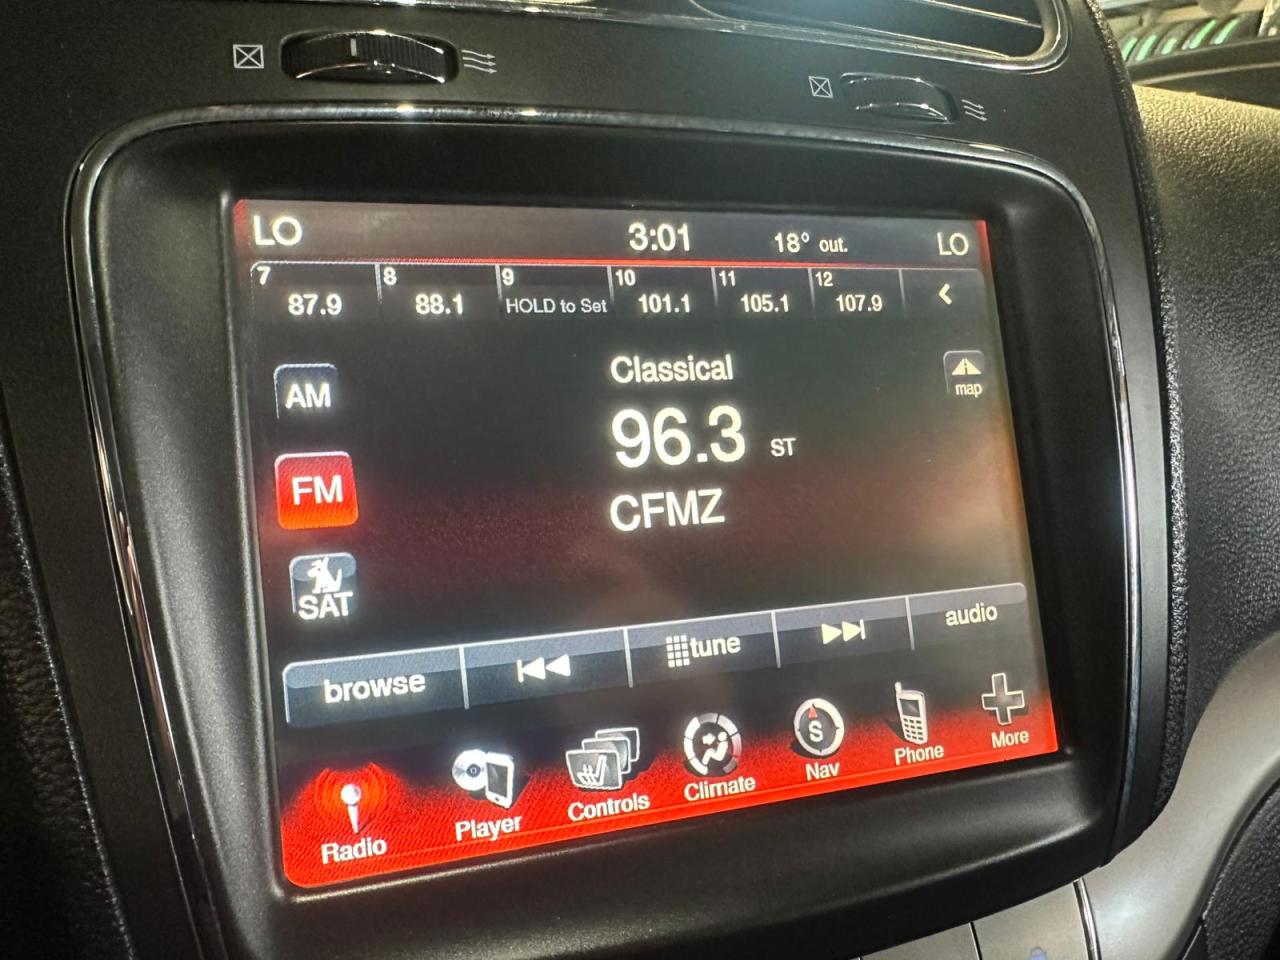 LO 3:01 18° out. LO
7 8 9 10 11 12
87.9 88.1 HOLD to Set 101.1 105.1 107.9
Classical
map
AM
96.3 ST
FM
CFMZ
SAT
browse tune audio
S
Radio Player Controls Climate Nav Phone More